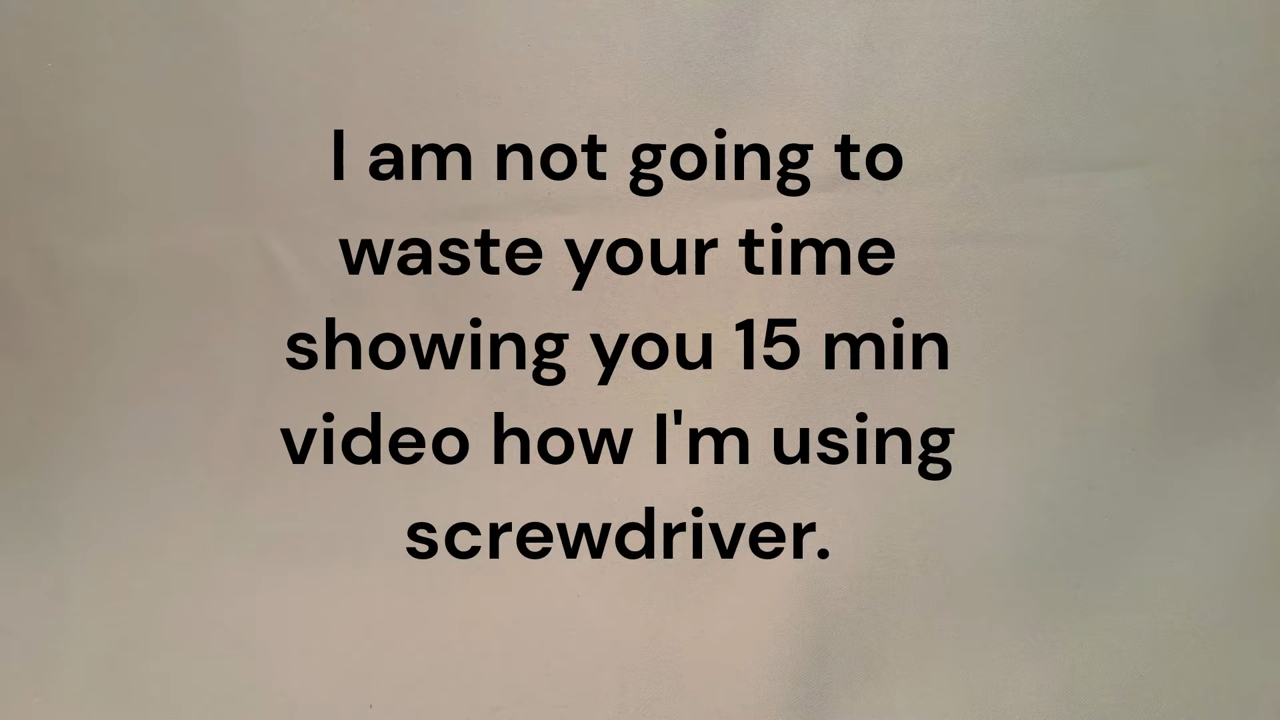 I am not going to
waste your time
showing you 15 min
video how I'm using
screwdriver.